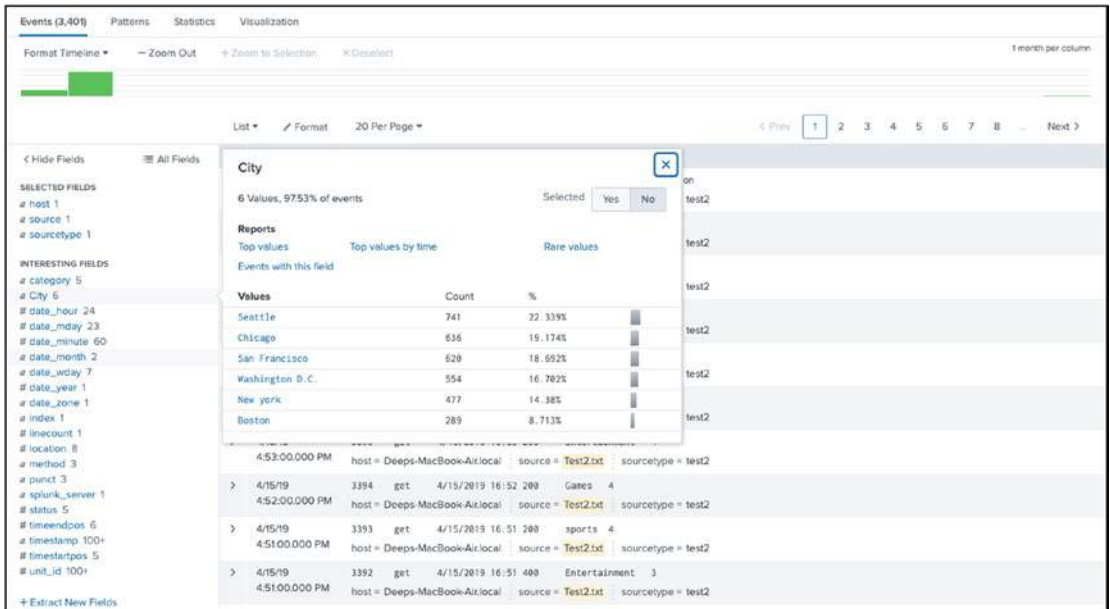 Events (3,401) Patterns Statistics Visualization
Format Timeline — Zoom Out + Zoom to Selection × Deselect 1 month per column
List Format 20 Per Page < Prev 1 2 3 4 5 6 7 8 ... Next >
< Hide Fields All Fields
SELECTED FIELDS
a host 1
a source 1
a sourcetype 1
INTERESTING FIELDS
a category 5
a City 6
# date_hour 24
# date_mday 23
# date_minute 60
a date_month 2
a date_wday 7
# date_year 1
a date_zone 1
a index 1
# linecount 1
# location 8
a method 3
a punct 3
a splunk_server 1
# status 5
# timeendpos 6
a timestamp 100+
# timestartpos 5
# unit_id 100+
+ Extract New Fields
City ×
6 Values, 97.53% of events Selected Yes No
Reports
Top values Top values by time Rare values
Events with this field
Values Count %
Seattle 741 22.339%
Chicago 636 19.174%
San Francisco 620 18.692%
Washington D.C. 554 16.702%
New york 477 14.38%
Boston 289 8.713%
on
test2
test2
test2
test2
test2
test2
4:53:00.000 PM host = Deeps-MacBook-Air.local source = Test2.txt sourcetype = test2
> 4/15/19 3394 get 4/15/2019 16:52 200 Games 4
4:52:00.000 PM host = Deeps-MacBook-Air.local source = Test2.txt sourcetype = test2
> 4/15/19 3393 get 4/15/2019 16:51 200 sports 4
4:51:00.000 PM host = Deeps-MacBook-Air.local source = Test2.txt sourcetype = test2
> 4/15/19 3392 get 4/15/2019 16:51 400 Entertainment 3
4:51:00.000 PM host = Deeps-MacBook-Air.local source = Test2.txt sourcetype = test2